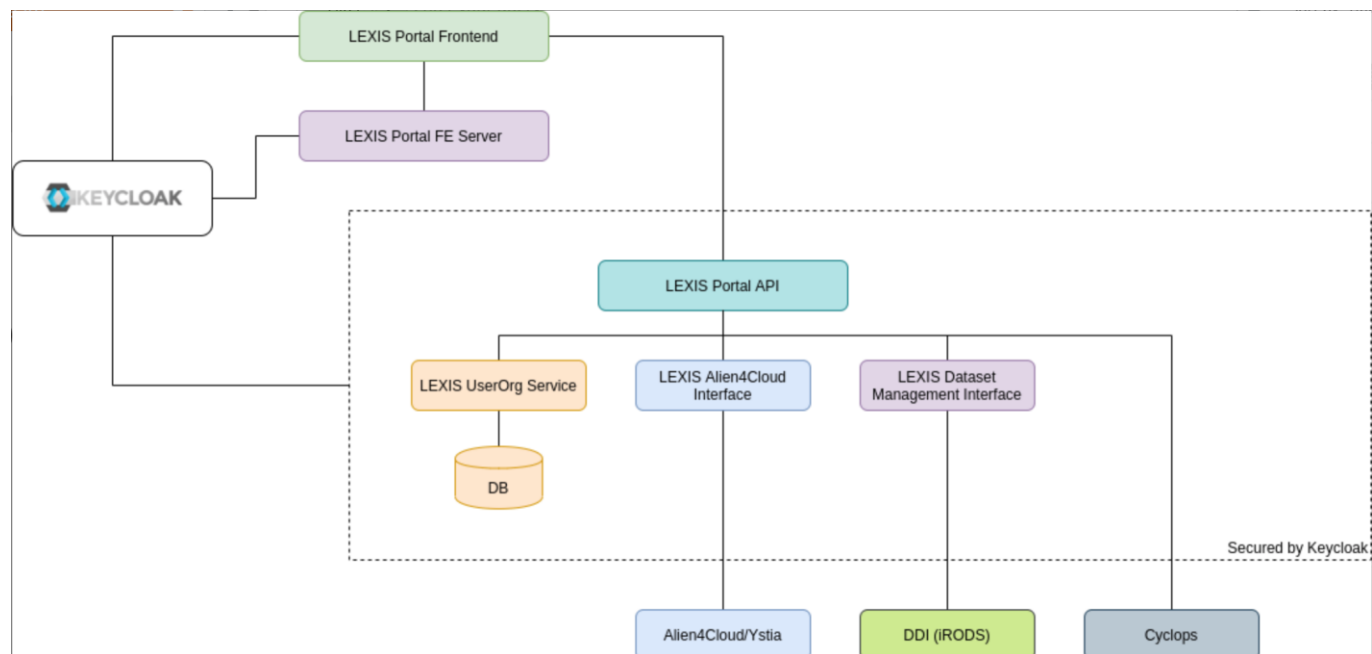 LEXIS Portal Frontend
LEXIS Portal FE Server
KEYCLOAK
LEXIS Portal API
LEXIS UserOrg Service
LEXIS Alien4Cloud
Interface
LEXIS Dataset
Management Interface
DB
Secured by Keycloak
Alien4Cloud/Ystia
DDI (iRODS)
Cyclops